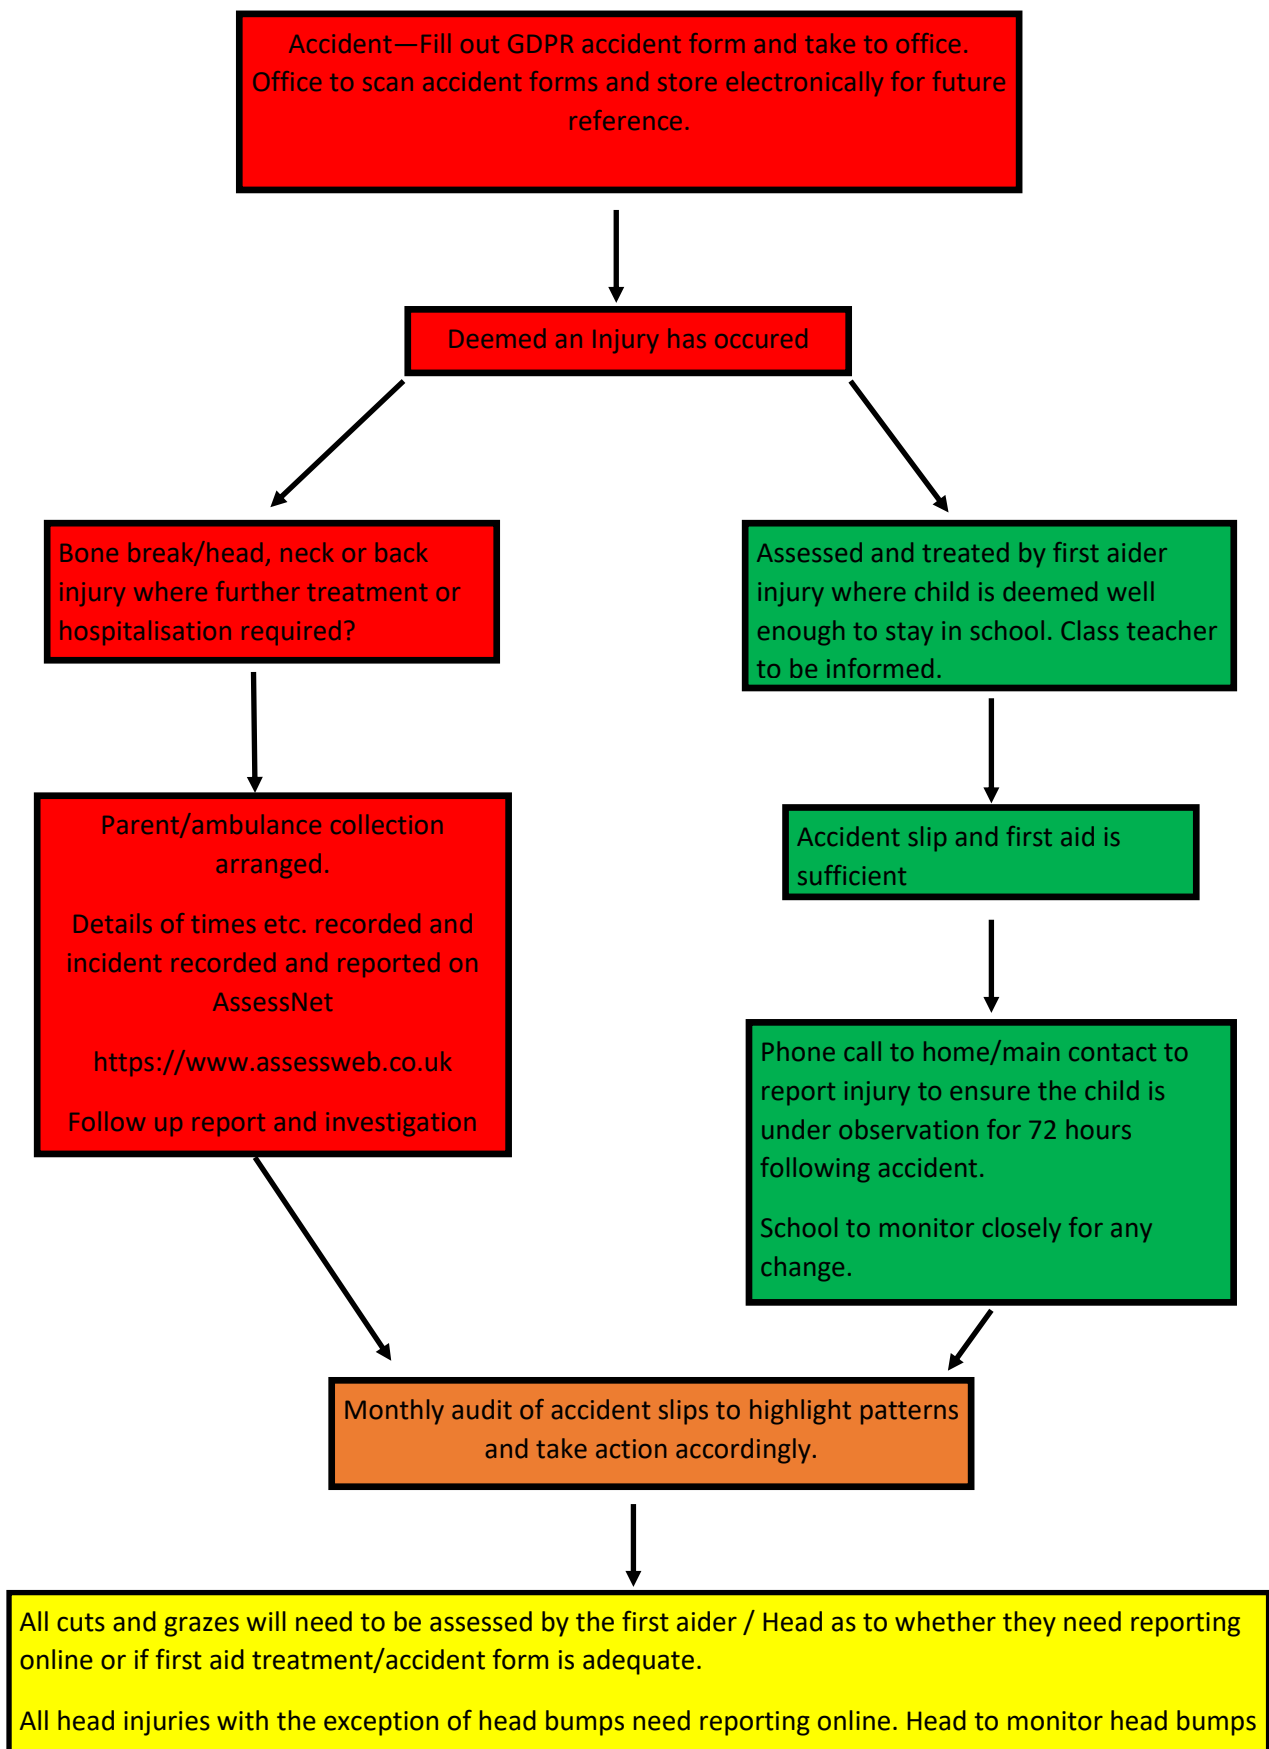 Accident—Fill out GDPR accident form and take to office.
Office to scan accident forms and store electronically for future
reference.
Deemed an Injury has occured
Bone break/head, neck or back
injury where further treatment or
hospitalisation required?
Assessed and treated by first aider
injury where child is deemed well
enough to stay in school. Class teacher
to be informed.
Parent/ambulance collection
arranged.
Details of times etc. recorded and
incident recorded and reported on
AssessNet
https://www.assessweb.co.uk
Follow up report and investigation
Accident slip and first aid is
sufficient
Phone call to home/main contact to
report injury to ensure the child is
under observation for 72 hours
following accident.
School to monitor closely for any
change.
Monthly audit of accident slips to highlight patterns
and take action accordingly.
All cuts and grazes will need to be assessed by the first aider / Head as to whether they need reporting
online or if first aid treatment/accident form is adequate.
All head injuries with the exception of head bumps need reporting online. Head to monitor head bumps